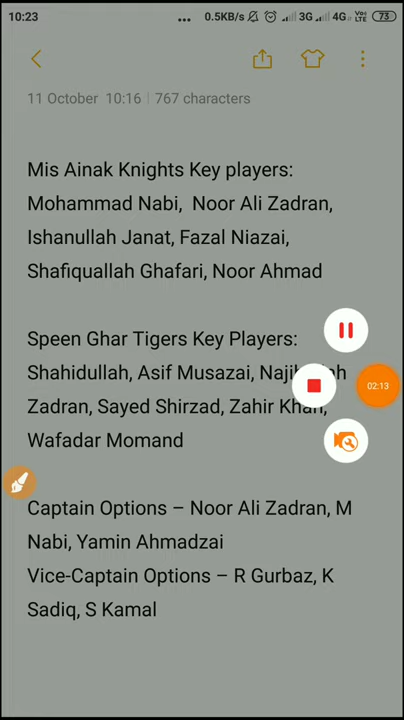 10:23 ... 0.5KB/s 3G 4G Vo LTE 73
11 October 10:16 | 767 characters
Mis Ainak Knights Key players:
Mohammad Nabi, Noor Ali Zadran,
Ishanullah Janat, Fazal Niazai,
Shafiquallah Ghafari, Noor Ahmad
Speen Ghar Tigers Key Players:
Shahidullah, Asif Musazai,
02:13
Zadran, Sayed Shirzad, Zahir Khan,
Wafadar Momand
Captain Options – Noor Ali Zadran, M
Nabi, Yamin Ahmadzai
Vice-Captain Options – R Gurbaz, K
Sadiq, S Kamal